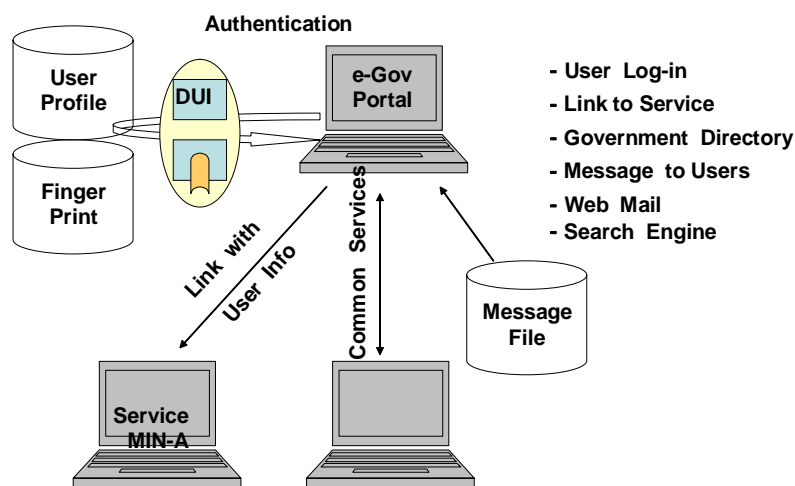 Authentication
User
Profile
DUI
e-Gov
Portal
Finger
Print
- User Log-in
- Link to Service
- Government Directory
- Message to Users
- Web Mail
- Search Engine
Link with
User Info
Common Services
Message
File
Service
MIN-A